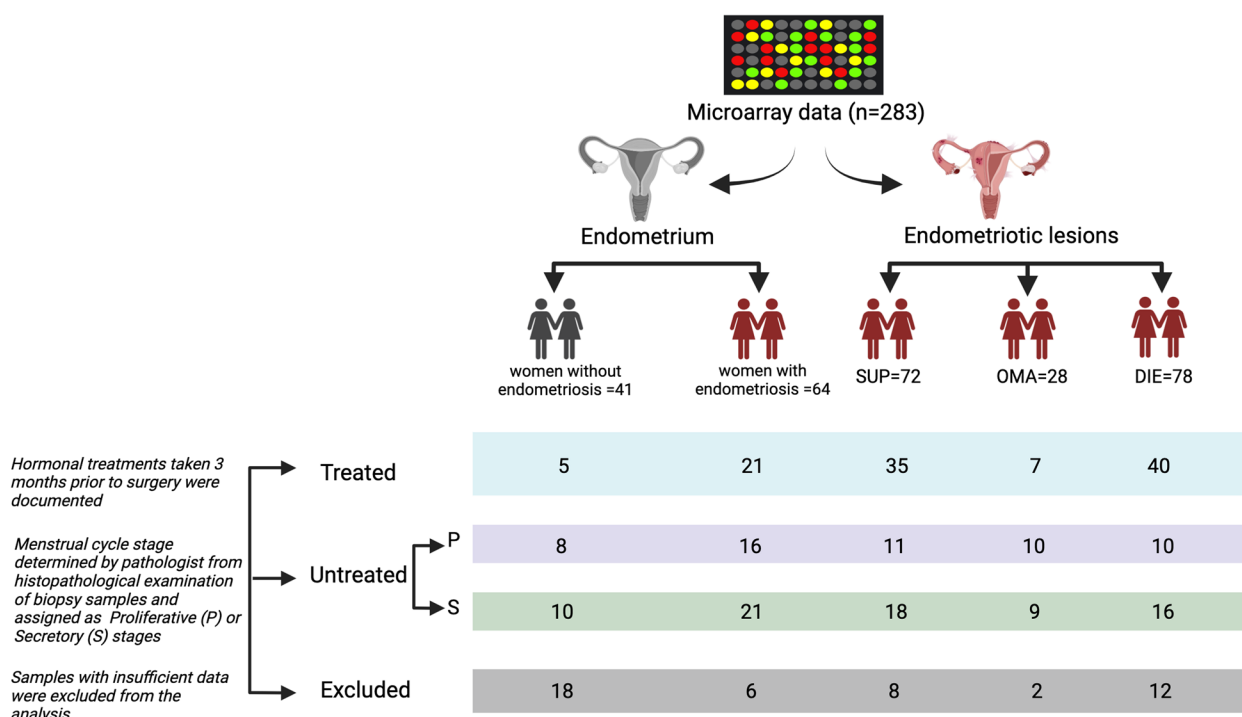 Microarray data (n=283)
Endometrium
Endometriotic lesions
women without
endometriosis =41
women with
endometriosis =64
SUP=72
OMA=28
DIE=78
Hormonal treatments taken 3
months prior to surgery were
documented
Treated
5
21
35
7
40
Menstrual cycle stage
determined by pathologist from
histopathological examination
of biopsy samples and
assigned as Proliferative (P) or
Secretory (S) stages
Untreated
P
8
16
11
10
10
S
10
21
18
9
16
Samples with insufficient data
were excluded from the
analysis
Excluded
18
6
8
2
12